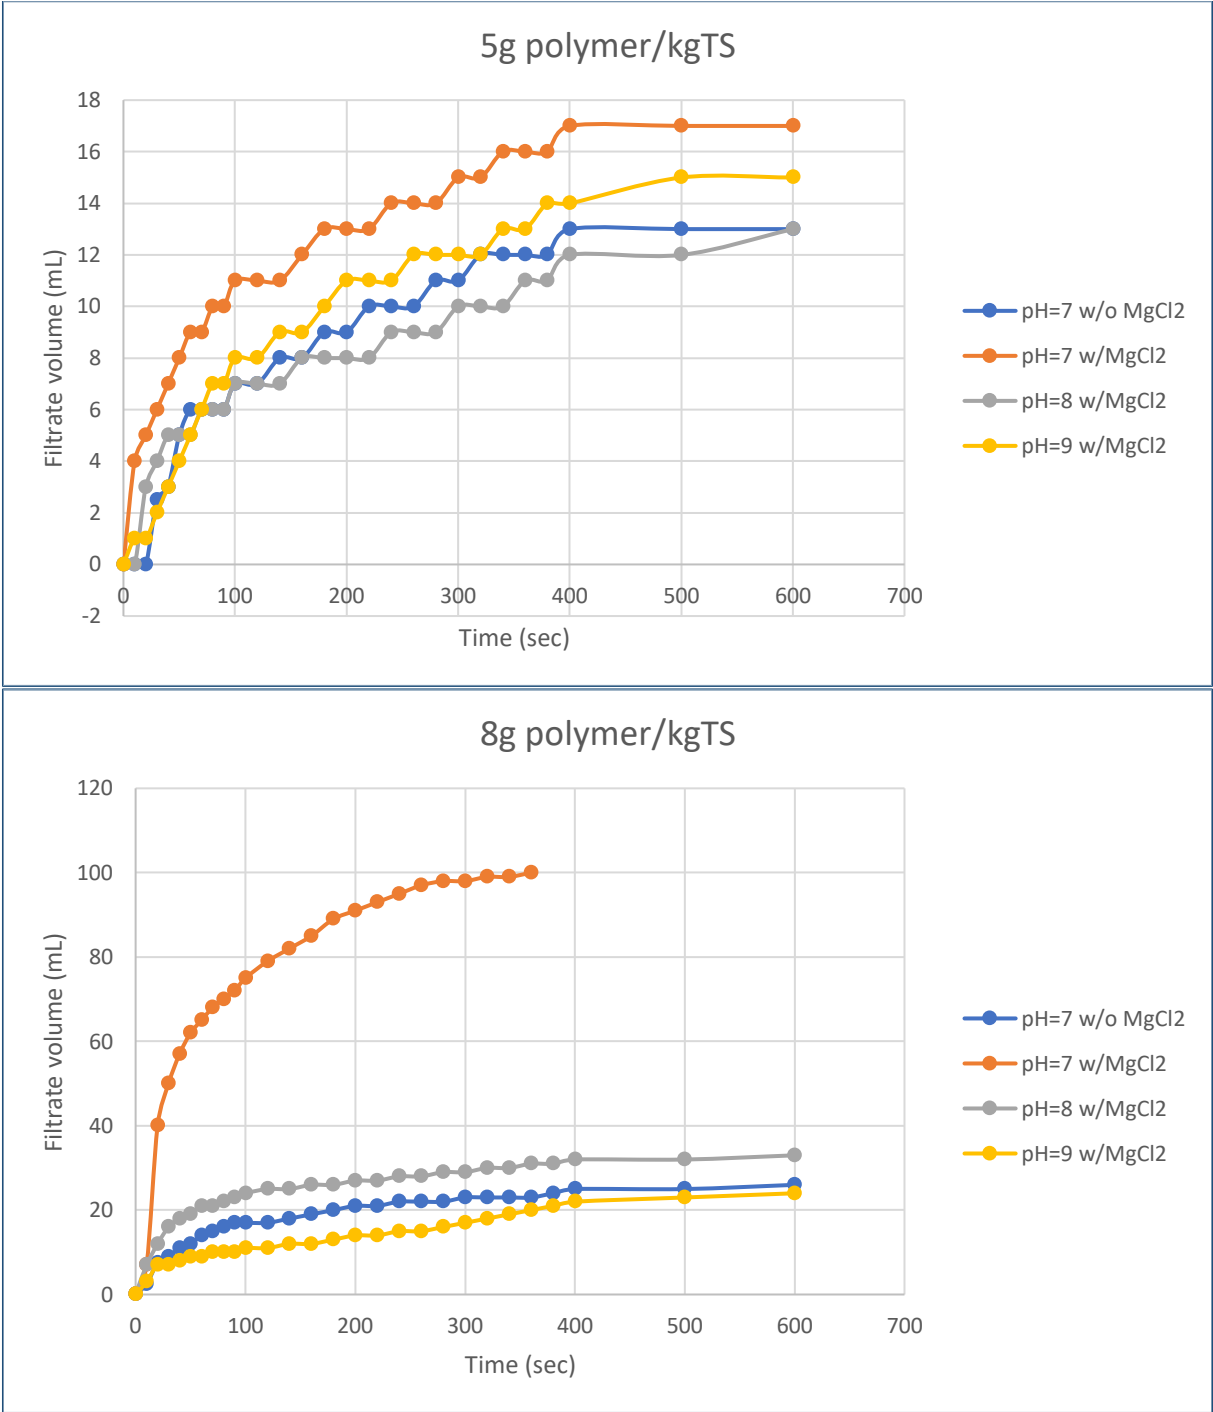 5g polymer/kgTS
18
16
14
12
10
8
6
4
2
0
-2
Filtrate volume (mL)
0 100 200 300 400 500 600 700
Time (sec)
pH=7 w/o MgCl2
pH=7 w/MgCl2
pH=8 w/MgCl2
pH=9 w/MgCl2
8g polymer/kgTS
120
100
80
60
40
20
0
Filtrate volume (mL)
0 100 200 300 400 500 600 700
Time (sec)
pH=7 w/o MgCl2
pH=7 w/MgCl2
pH=8 w/MgCl2
pH=9 w/MgCl2